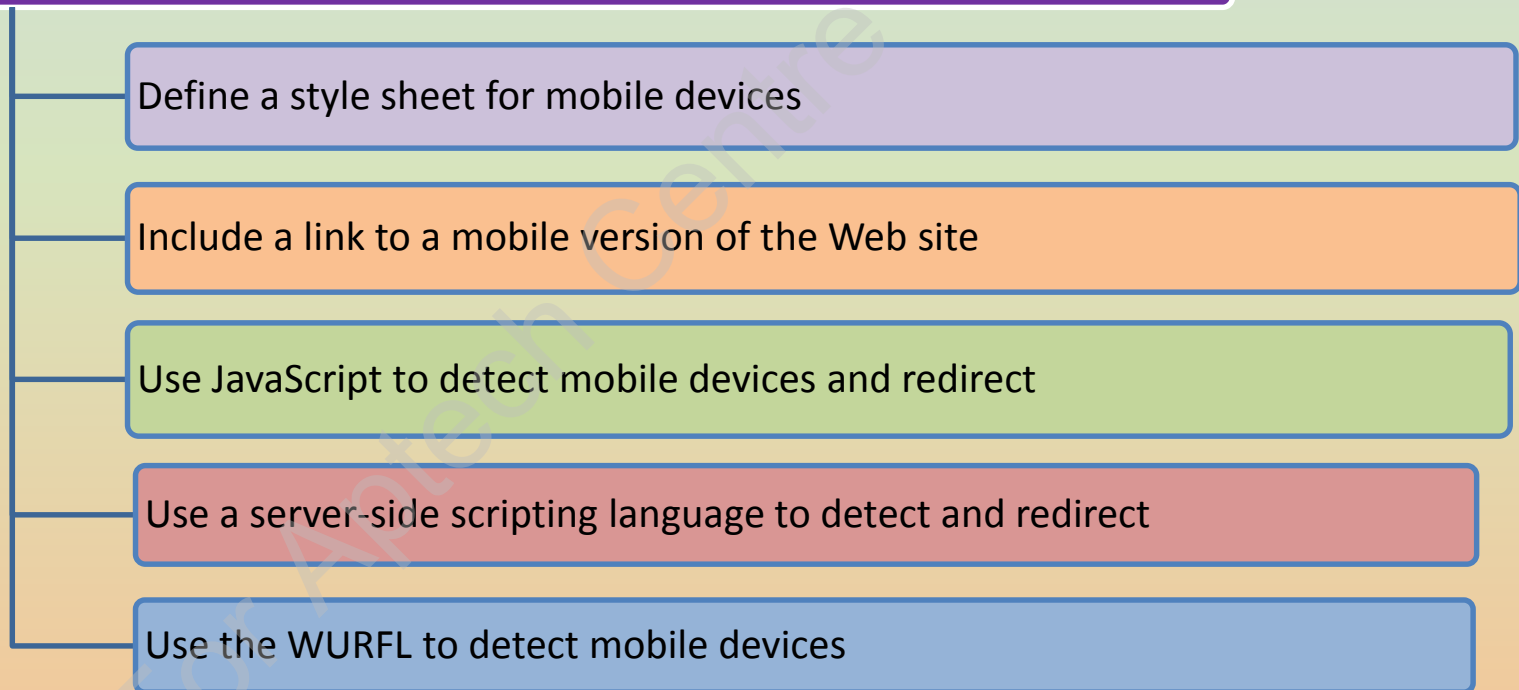 Define a style sheet for mobile devices
Include a link to a mobile version of the Web site
Use JavaScript to detect mobile devices and redirect
Use a server-side scripting language to detect and redirect
Use the WURFL to detect mobile devices
For Aptech Centre